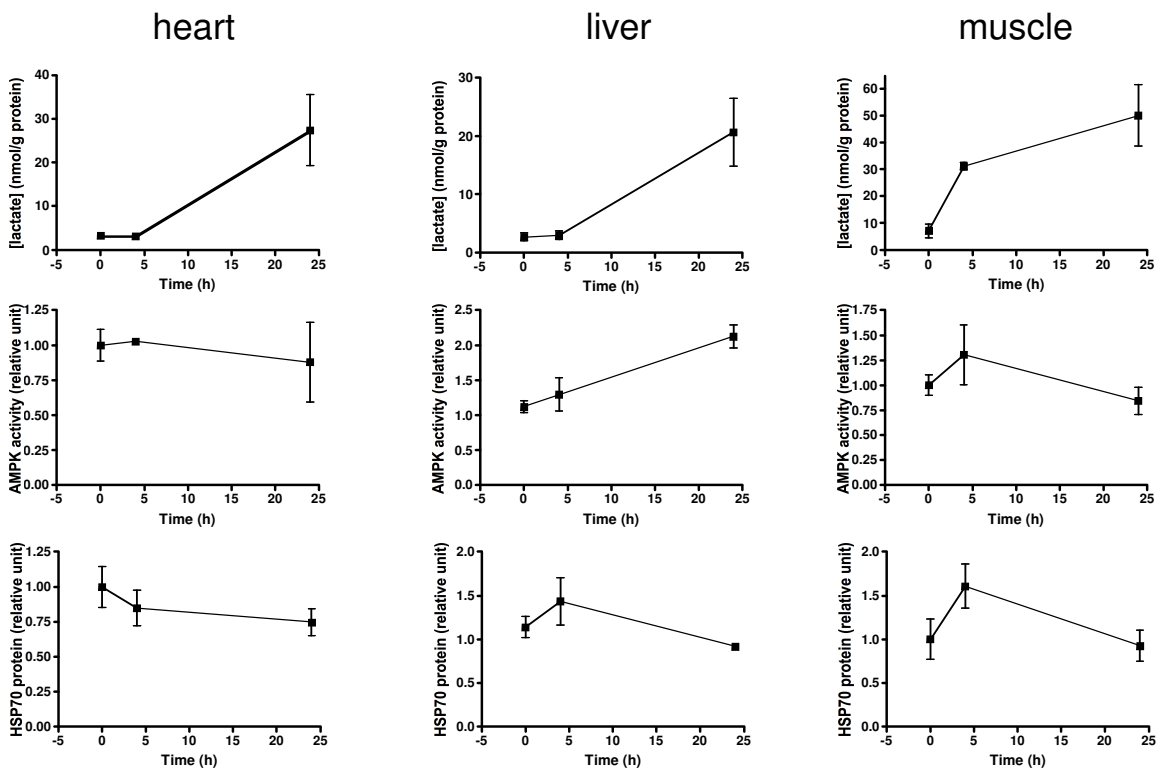 heart liver muscle
[lactate] (nmol/g protein)
40
30
20
10
0
-5 0 5 10 15 20 25
Time (h)
[lactate] (nmol/g protein)
30
20
10
0
-5 0 5 10 15 20 25
Time (h)
[lactate] (nmol/g protein)
60
50
40
30
20
10
0
-5 0 5 10 15 20 25
Time (h)
AMPK activity (relative unit)
1.25
1.00
0.75
0.50
0.25
0.00
-5 0 5 10 15 20 25
Time (h)
AMPK activity (relative unit)
2.5
2.0
1.5
1.0
0.5
0.0
-5 0 5 10 15 20 25
Time (h)
AMPK activity (relative unit)
1.75
1.50
1.25
1.00
0.75
0.50
0.25
0.00
-5 0 5 10 15 20 25
Time (h)
HSP70 protein (relative unit)
1.25
1.00
0.75
0.50
0.25
0.00
-5 0 5 10 15 20 25
Time (h)
HSP70 protein (relative unit)
2.0
1.5
1.0
0.5
0.0
-5 0 5 10 15 20 25
Time (h)
HSP70 protein (relative unit)
2.0
1.5
1.0
0.5
0.0
-5 0 5 10 15 20 25
Time (h)